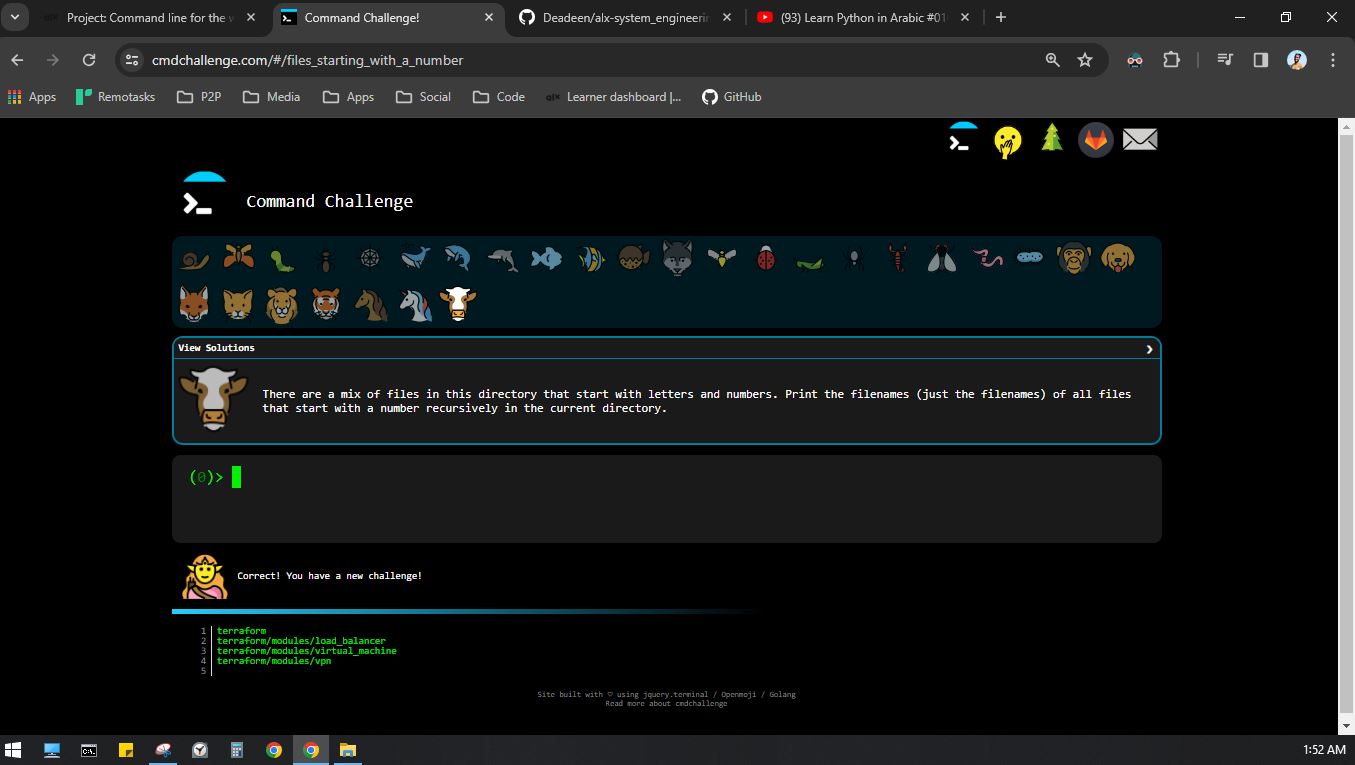 Project: Command line for the w
Command Challenge!
Deadeen/alx-system_engineerin
(93) Learn Python in Arabic #01
cmdchallenge.com/#/files_starting_with_a_number
Apps
Remotasks
P2P
Media
Apps
Social
Code
Learner dashboard |...
GitHub
Command Challenge
View Solutions
There are a mix of files in this directory that start with letters and numbers. Print the filenames (just the filenames) of all files
that start with a number recursively in the current directory.
(0)>
Correct! You have a new challenge!
1 terraform
2 terraform/modules/load_balancer
3 terraform/modules/virtual_machine
4 terraform/modules/vpn
5
Site built with ♡ using jquery.terminal / Openmoji / Golang
Read more about cmdchallenge
1:52 AM